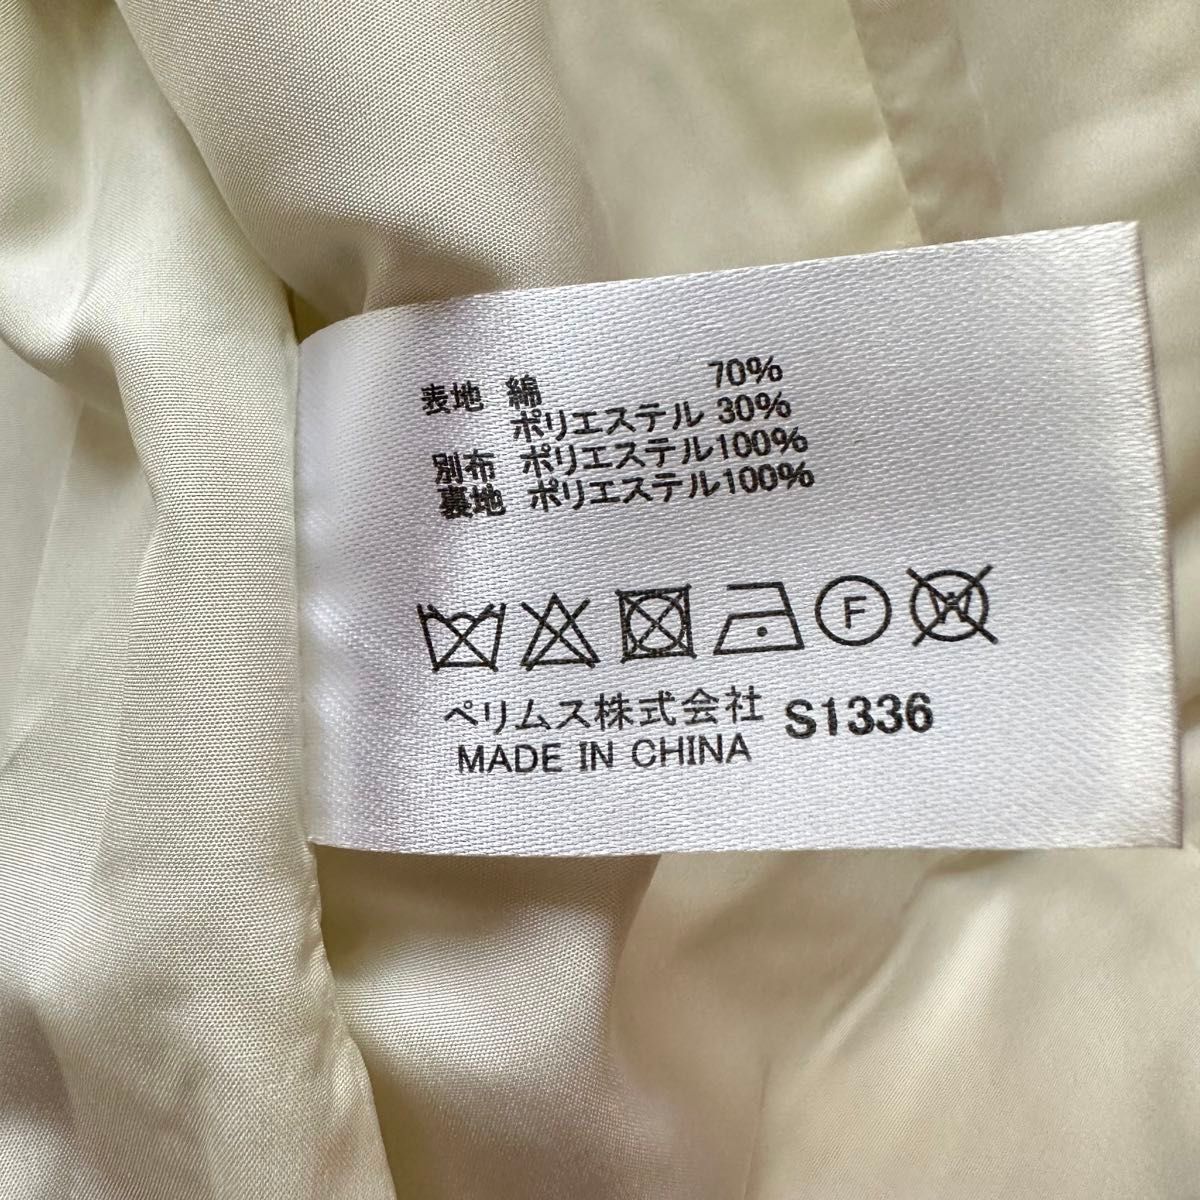 表地 綿 70%
ポリエステル 30%
別布 ポリエステル100%
裏地 ポリエステル100%
F W
ペリムス株式会社 S1336
MADE IN CHINA